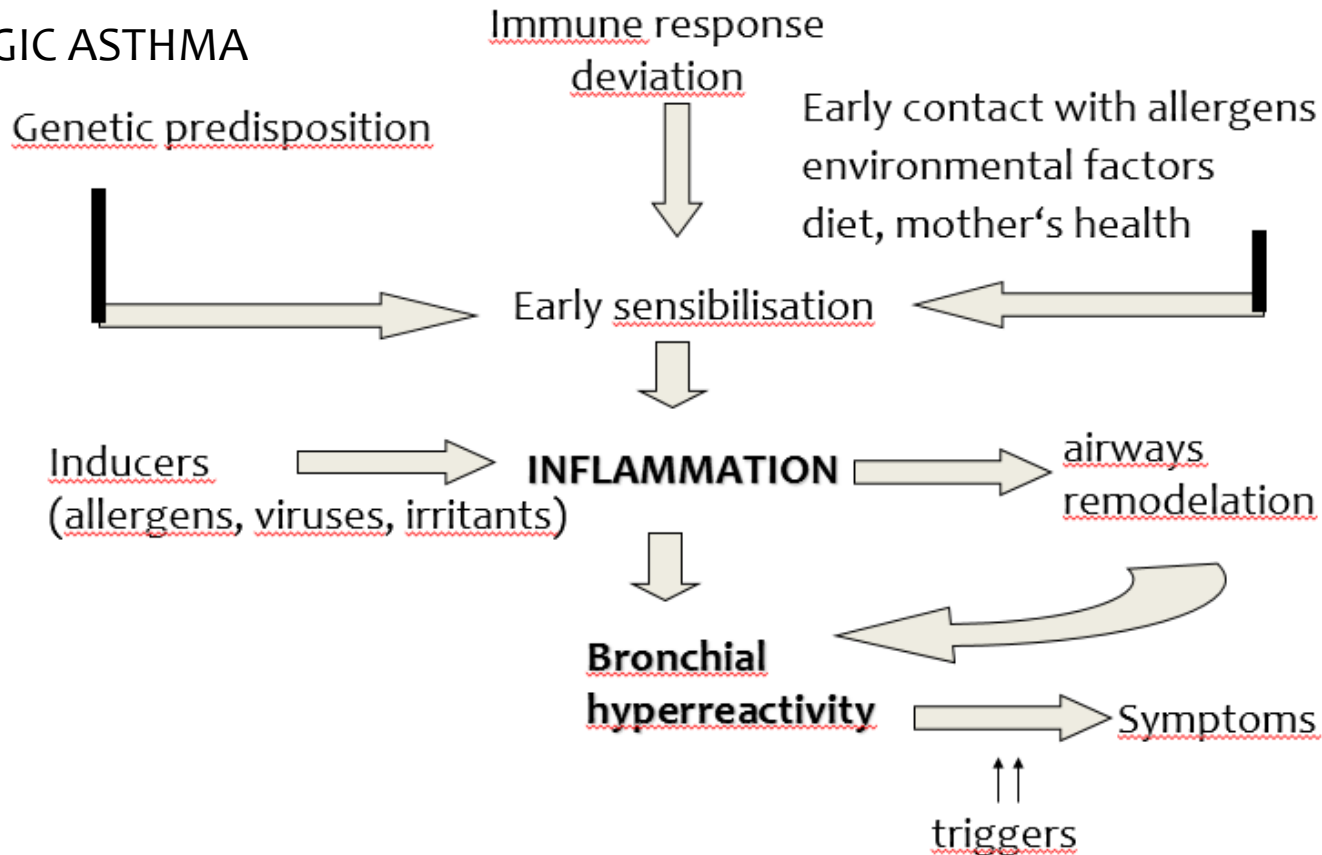 GIC ASTHMA
Immune response
deviation
Genetic predisposition
Early contact with allergens
environmental factors
diet, mother‘s health
Early sensibilisation
Inducers
(allergens, viruses, irritants)
INFLAMMATION
airways
remodelation
Bronchial
hyperreactivity
Symptoms
triggers